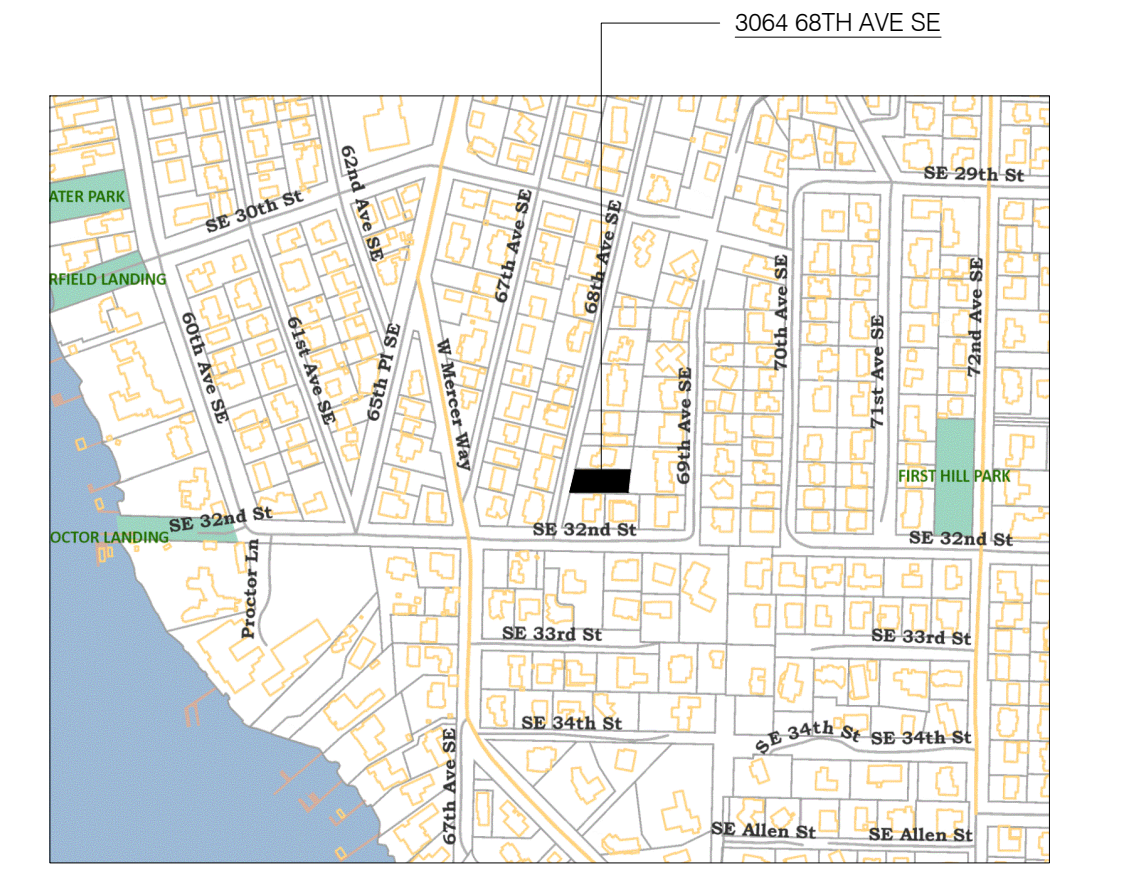 3064 68TH AVE SE
SE 29th St
ATER PARK
SE 30th St
62nd Ave SE
67th Ave SE
68th Ave SE
RFIELD LANDING
60th Ave SE
61st Ave SE
65th Pl SE
W Mercer Way
69th Ave SE
70th Ave SE
71st Ave SE
72nd Ave SE
FIRST HILL PARK
SE 32nd St
OCTOR LANDING
SE 32nd St
SE 32nd St
Proctor Ln
SE 33rd St
SE 33rd St
SE 34th St
SE 34th St
SE 34th St
67th Ave SE
SE Allen St
SE Allen St